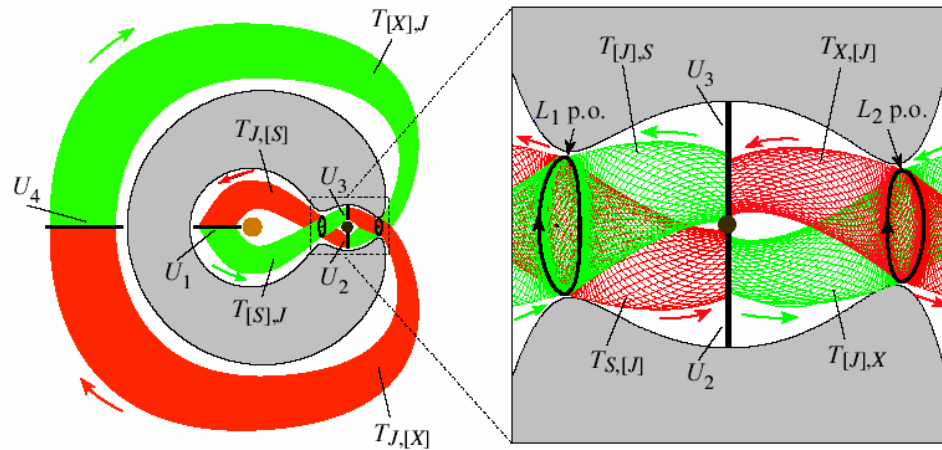 T[X],J
TJ,[S]
U4
U3
U1
U2
T[S],J
TJ,[X]
T[J],S
TX,[J]
U3
L1 p.o.
L2 p.o.
TS,[J]
U2
T[J],X